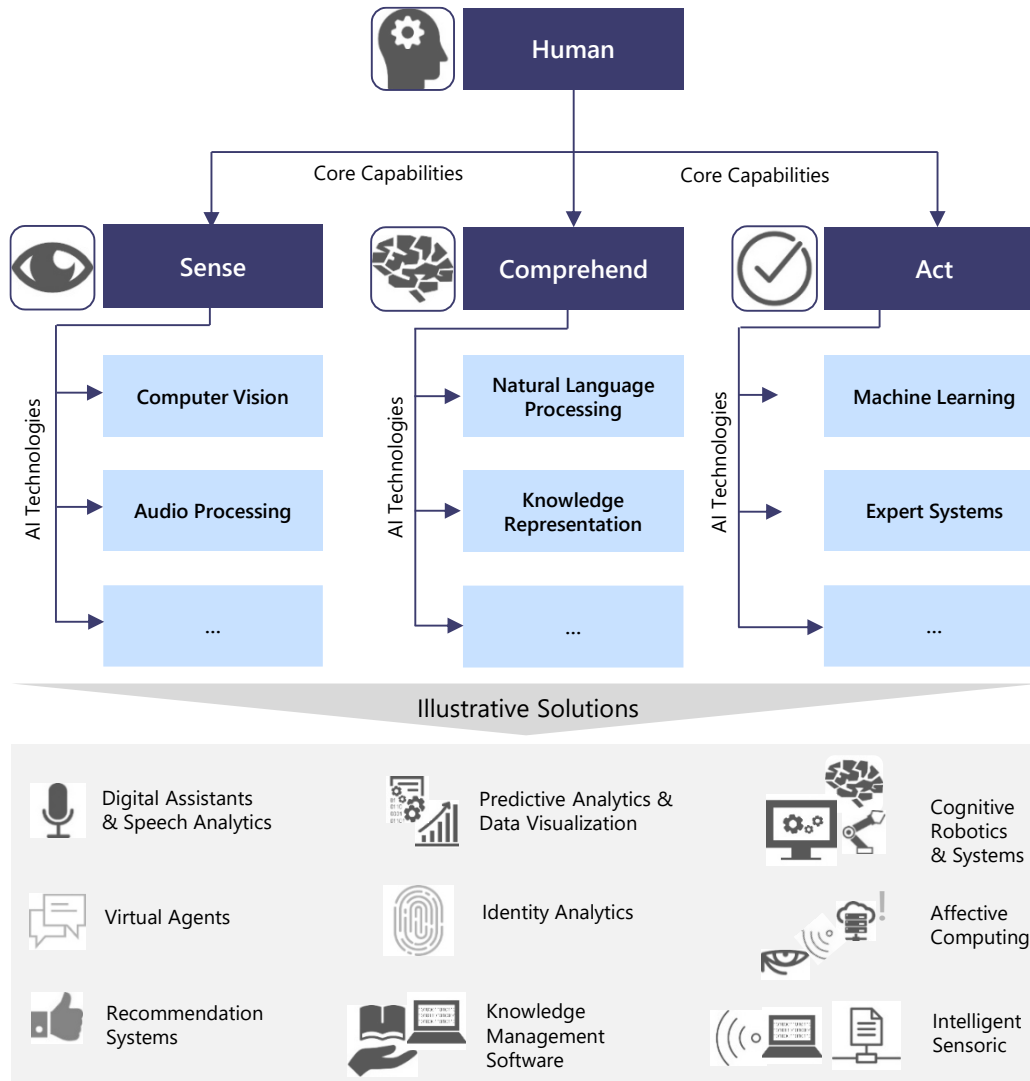 Human
Core Capabilities
Core Capabilities
Sense
Comprehend
Act
AI Technologies
Computer Vision
Audio Processing
...
AI Technologies
Natural Language
Processing
Knowledge
Representation
...
AI Technologies
Machine Learning
Expert Systems
...
Illustrative Solutions
Digital Assistants
& Speech Analytics
Predictive Analytics &
Data Visualization
Cognitive
Robotics
& Systems
Virtual Agents
Identity Analytics
Affective
Computing
Recommendation
Systems
Knowledge
Management
Software
Intelligent
Sensoric